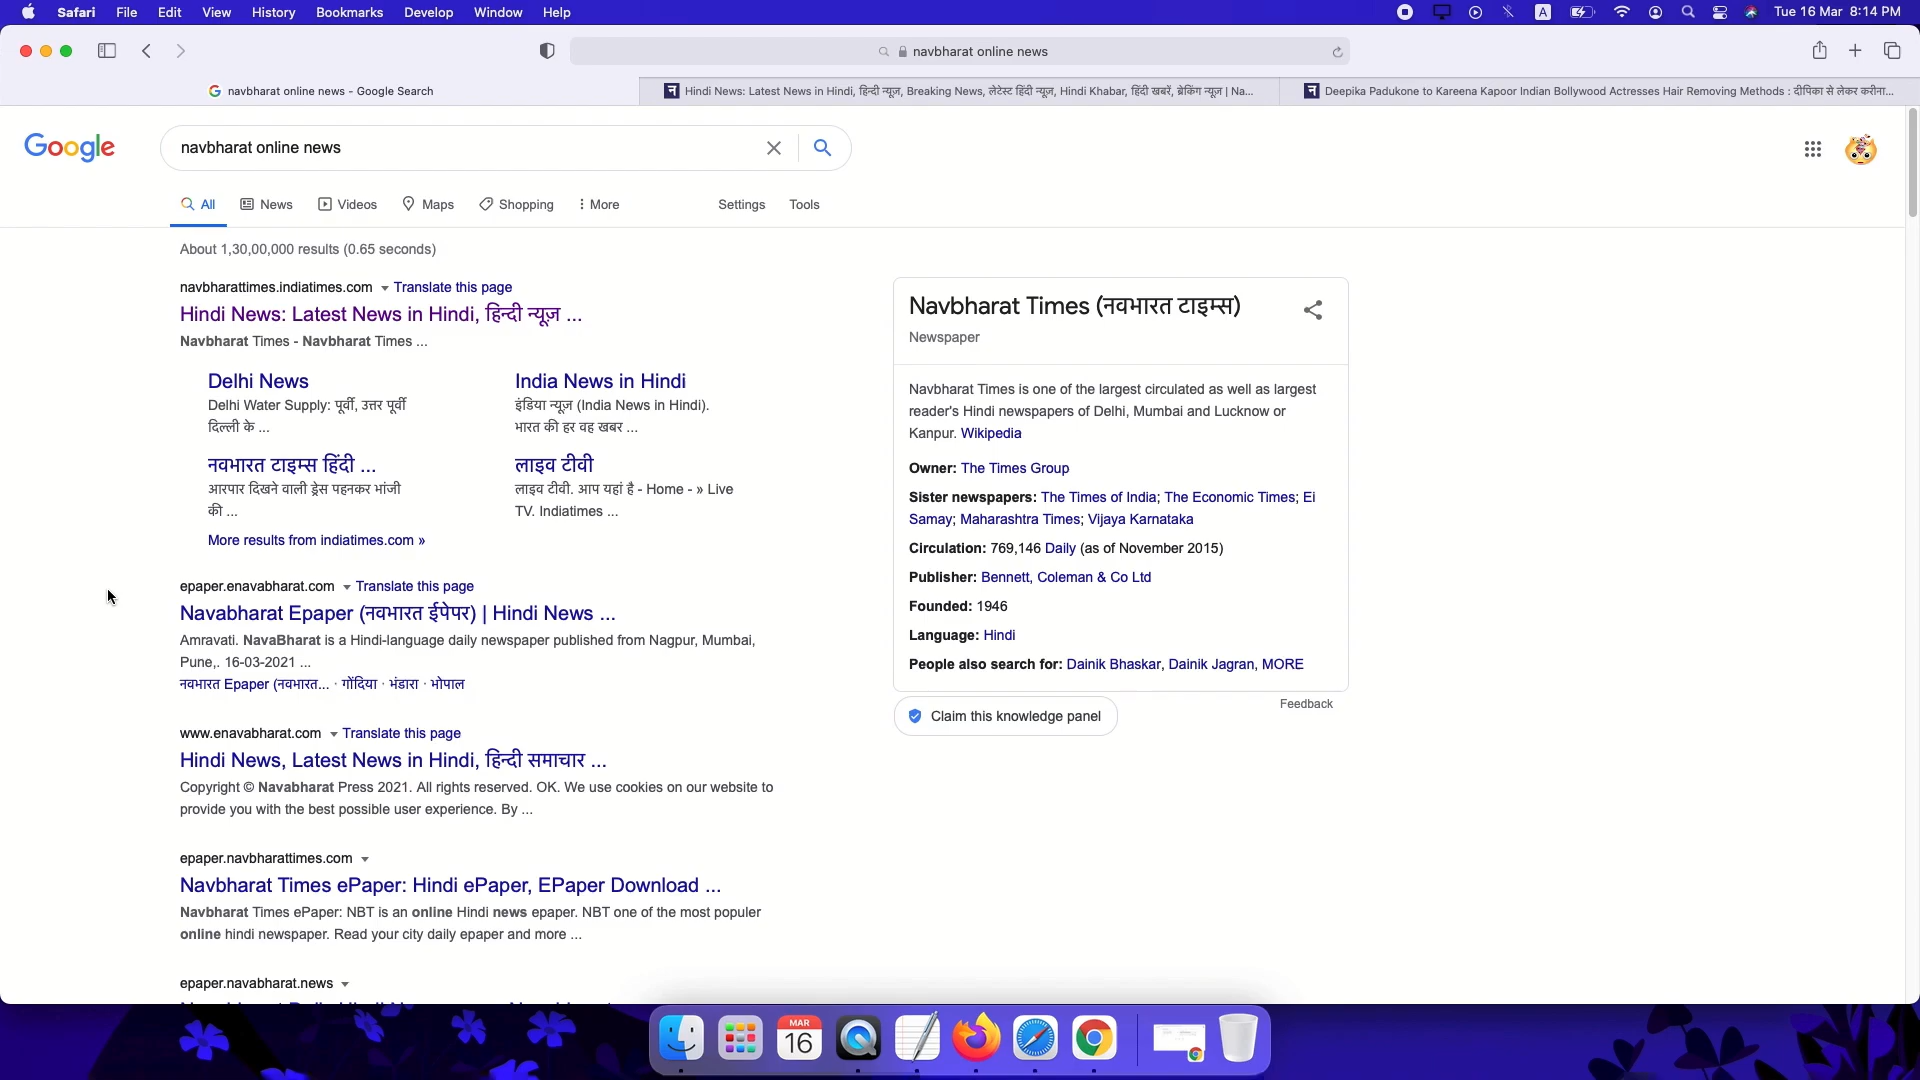 Safari File Edit View History Bookmarks Develop Window Help
A Tue 16 Mar 8:14 PM
navbharat online news
navbharat online news - Google Search
Hindi News: Latest News in Hindi, हिन्दी न्यूज़, Breaking News, लेटेस्ट हिंदी न्यूज़, Hindi Khabar, हिंदी खबरें, ब्रेकिंग न्यूज़ | Na...
Deepika Padukone to Kareena Kapoor Indian Bollywood Actresses Hair Removing Methods : दीपिका से लेकर करीना...
Google
navbharat online news
All News Videos Maps Shopping More Settings Tools
About 1,30,00,000 results (0.65 seconds)
navbharattimes.indiatimes.com Translate this page
Hindi News: Latest News in Hindi, हिन्दी न्यूज़ ...
Navbharat Times - Navbharat Times ...
Delhi News
Delhi Water Supply: पूर्वी, उत्तर पूर्वी
दिल्ली के ...
India News in Hindi
इंडिया न्यूज़ (India News in Hindi).
भारत की हर वह खबर ...
नवभारत टाइम्स हिंदी ...
आरपार दिखने वाली ड्रेस पहनकर भांजी
की ...
लाइव टीवी
लाइव टीवी. आप यहां है - Home - » Live
TV. Indiatimes ...
More results from indiatimes.com »
epaper.enavabharat.com Translate this page
Navabharat Epaper (नवभारत ईपेपर) | Hindi News ...
Amravati. NavaBharat is a Hindi-language daily newspaper published from Nagpur, Mumbai,
Pune,. 16-03-2021 ...
नवभारत Epaper (नवभारत... · गोंदिया · भंडारा · भोपाल
www.enavabharat.com Translate this page
Hindi News, Latest News in Hindi, हिन्दी समाचार ...
Copyright © Navabharat Press 2021. All rights reserved. OK. We use cookies on our website to
provide you with the best possible user experience. By ...
epaper.navbharattimes.com
Navbharat Times ePaper: Hindi ePaper, EPaper Download ...
Navbharat Times ePaper: NBT is an online Hindi news epaper. NBT one of the most populer
online hindi newspaper. Read your city daily epaper and more ...
epaper.navabharat.news
Navbharat Times (नवभारत टाइम्स)
Newspaper
Navbharat Times is one of the largest circulated as well as largest
reader's Hindi newspapers of Delhi, Mumbai and Lucknow or
Kanpur. Wikipedia
Owner: The Times Group
Sister newspapers: The Times of India; The Economic Times; Ei
Samay; Maharashtra Times; Vijaya Karnataka
Circulation: 769,146 Daily (as of November 2015)
Publisher: Bennett, Coleman & Co Ltd
Founded: 1946
Language: Hindi
People also search for: Dainik Bhaskar, Dainik Jagran, MORE
Feedback
Claim this knowledge panel
MAR
16